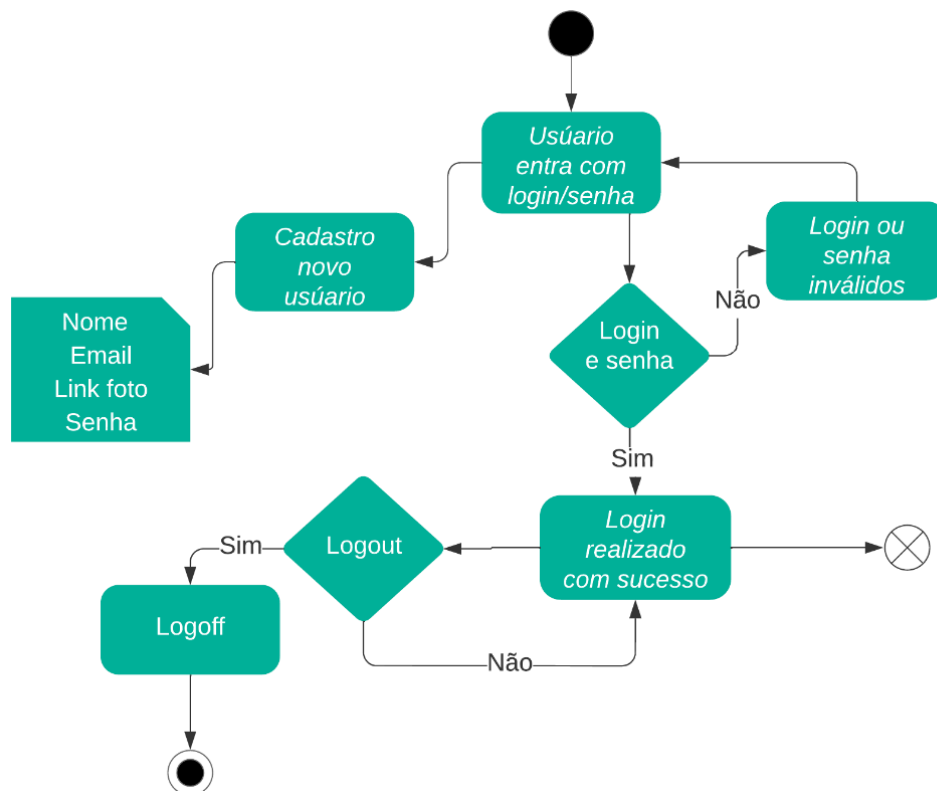 Usúario
entra com
login/senha
Cadastro
novo
usúario
Login ou
senha
inválidos
Nome
Email
Link foto
Senha
Não
Login
e senha
Sim
Login
realizado
com sucesso
Logout
Sim
Logoff
Não